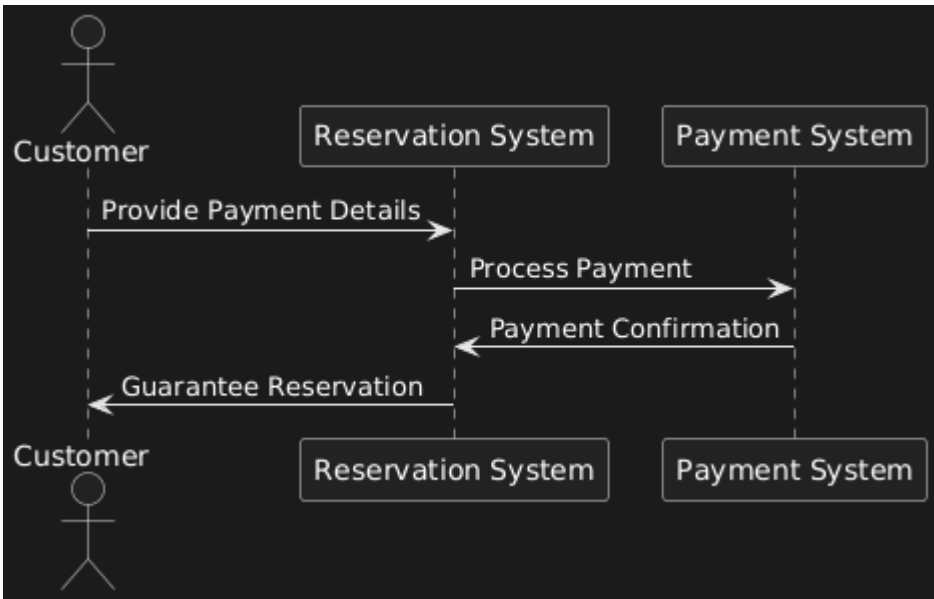 Customer
Reservation System
Payment System
Provide Payment Details
Process Payment
Payment Confirmation
Guarantee Reservation
Customer
Reservation System
Payment System